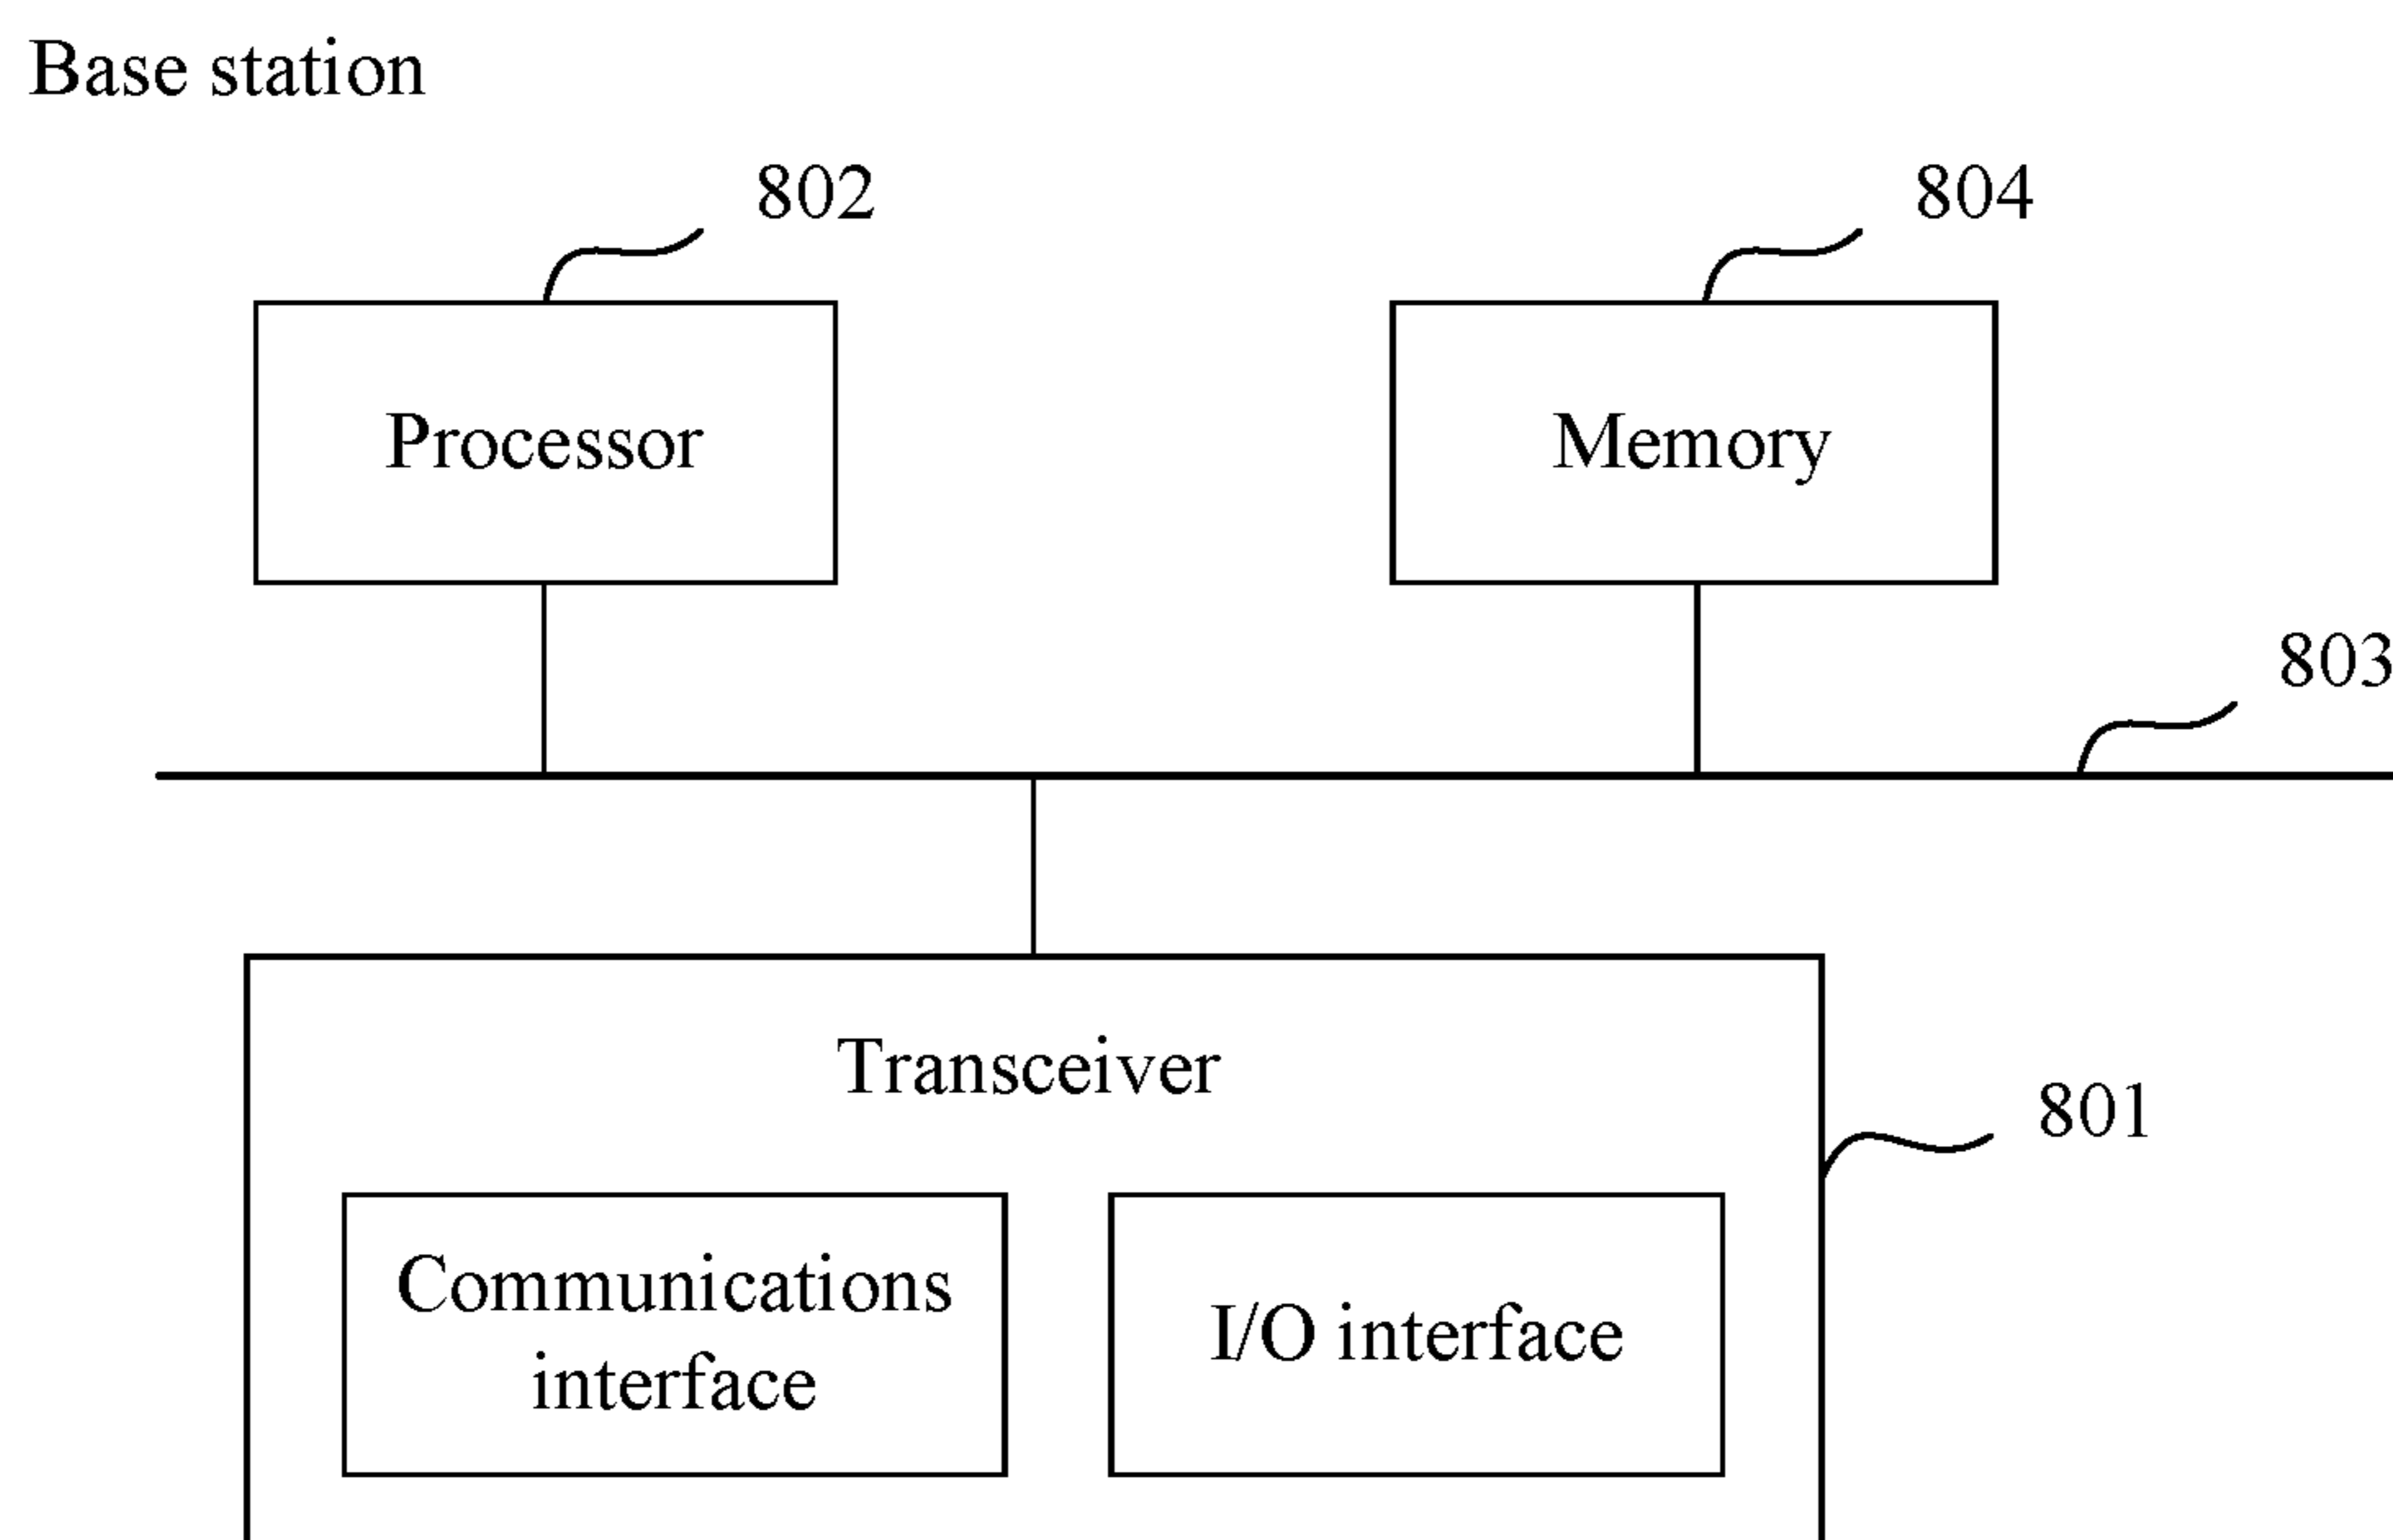 Base station
802
804
Processor
Memory
803
Transceiver
801
Communications
interface
I/O interface